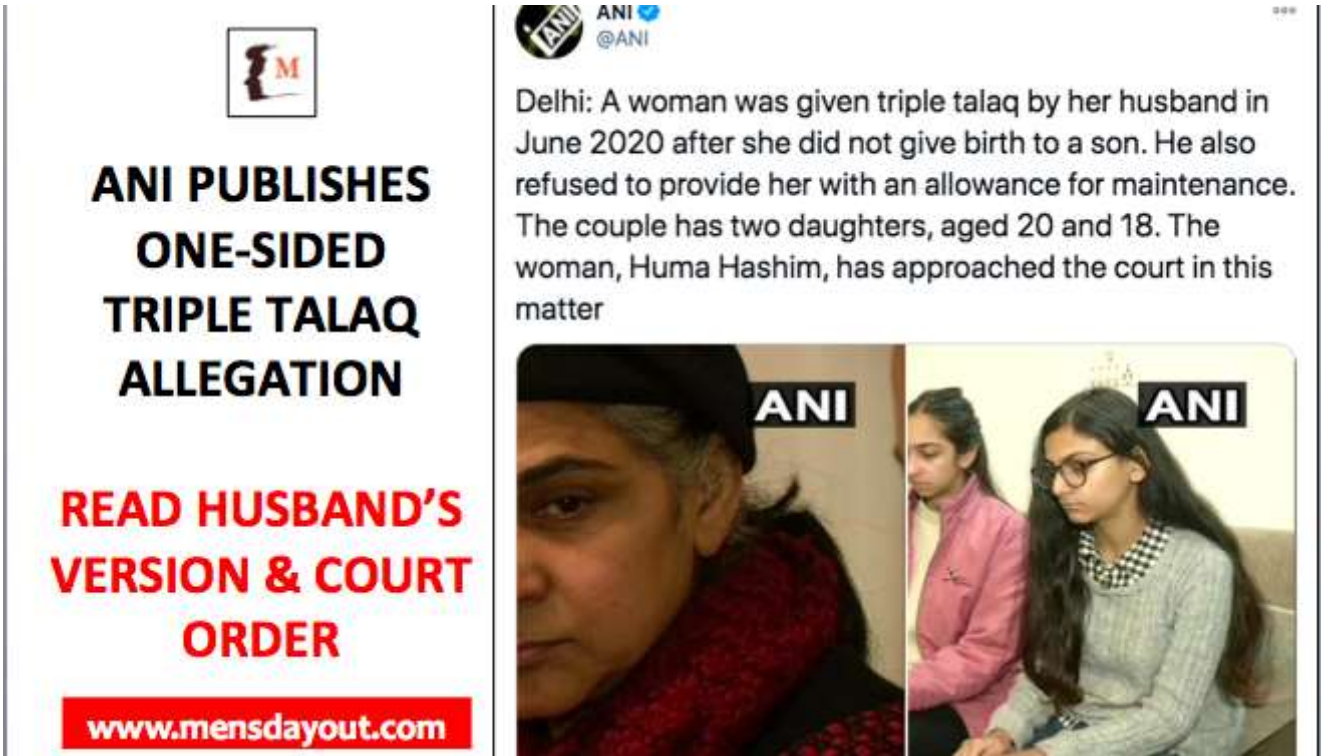 M
ANI PUBLISHES
ONE-SIDED
TRIPLE TALAQ
ALLEGATION
READ HUSBAND'S
VERSION & COURT
ORDER
www.mensdayout.com
ANI
ANI
@ANI
Delhi: A woman was given triple talaq by her husband in
June 2020 after she did not give birth to a son. He also
refused to provide her with an allowance for maintenance.
The couple has two daughters, aged 20 and 18. The
woman, Huma Hashim, has approached the court in this
matter
ANI
ANI